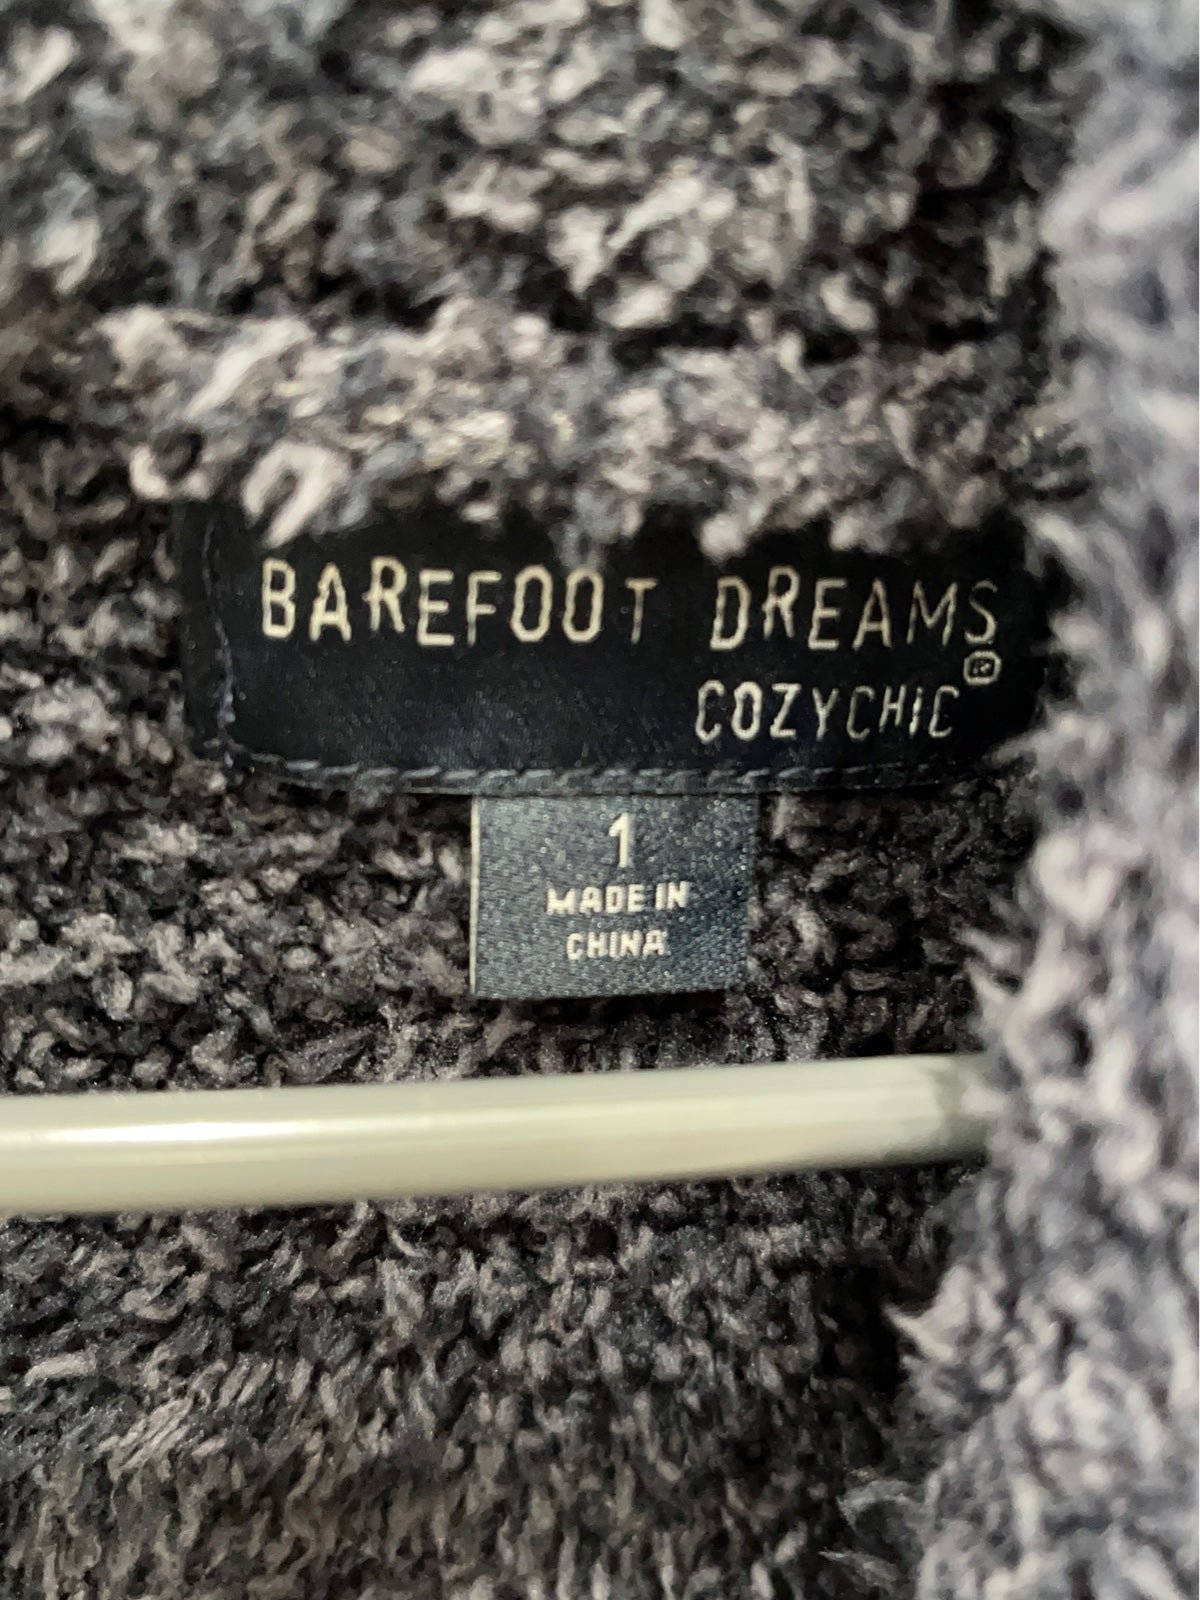 BAREFOOT DREAMS
®
COZYCHIC
1
MADE IN
CHINA